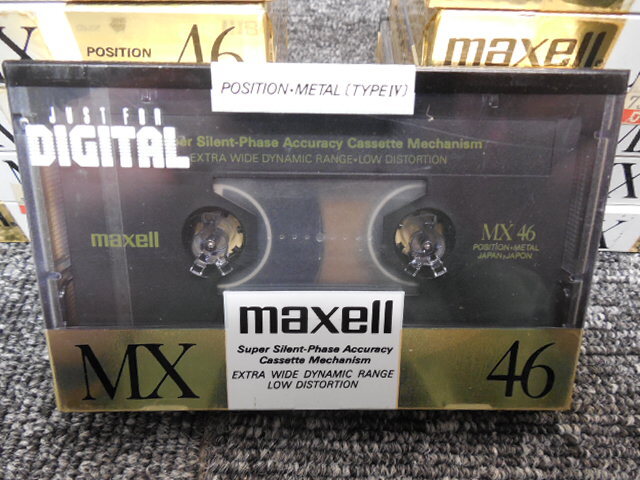 X
POSITION
46
maxell
POSITION·METAL (TYPE IV)
JUST FIN
DIGITAL
Super Silent-Phase Accuracy Cassette Mechanism
EXTRA WIDE DYNAMIC RANGE·LOW DISTORTION
maxell
MX 46
POSITION·METAL
JAPAN, JAPON
maxell
Super Silent-Phase Accuracy
Cassette Mechanism
EXTRA WIDE DYNAMIC RANGE
LOW DISTORTION
MX
46